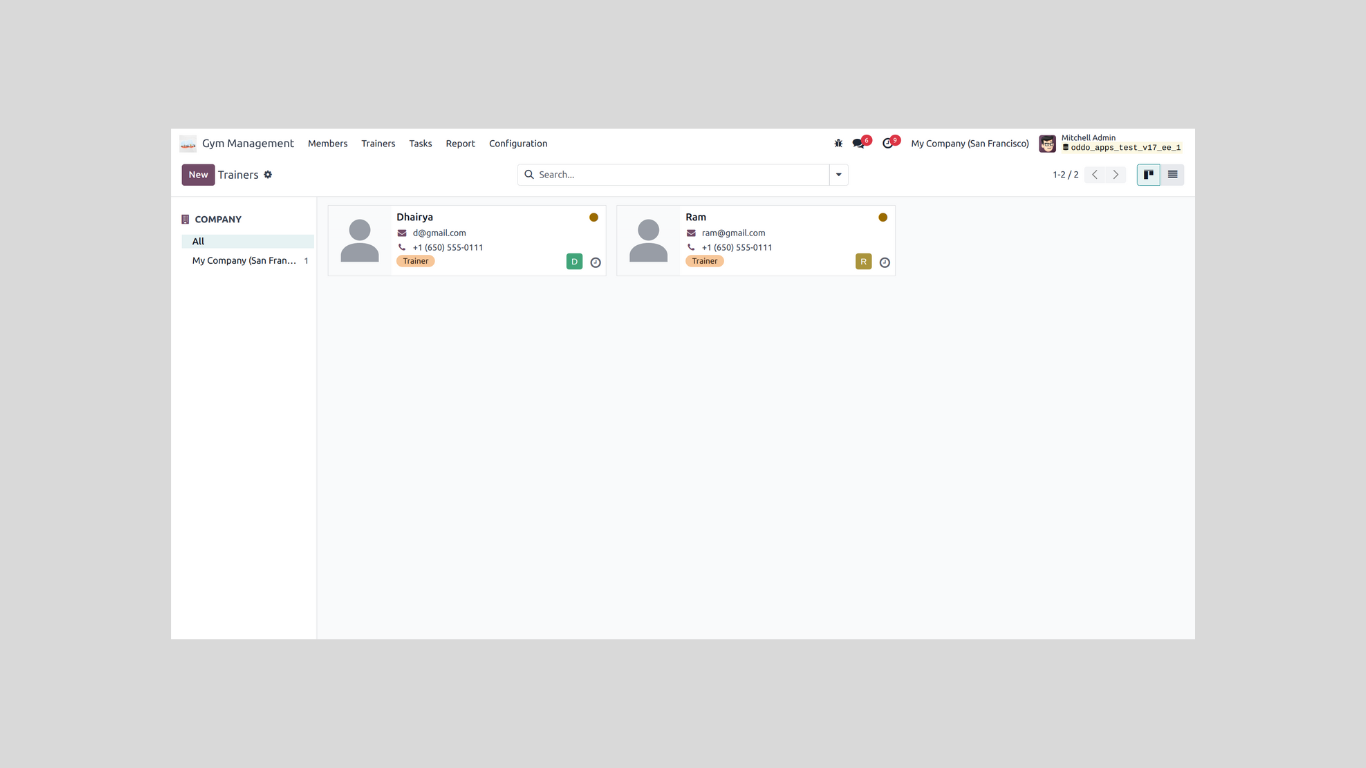 Gym Management Members Trainers Tasks Report Configuration 6 9 My Company (San Francisco) Mitchell Admin
oddo_apps_test_v17_ee_1
New Trainers Search... 1-2 / 2
COMPANY
All
My Company (San Fran... 1
Dhairya
d@gmail.com
+1 (650) 555-0111
Trainer
D
Ram
ram@gmail.com
+1 (650) 555-0111
Trainer
R